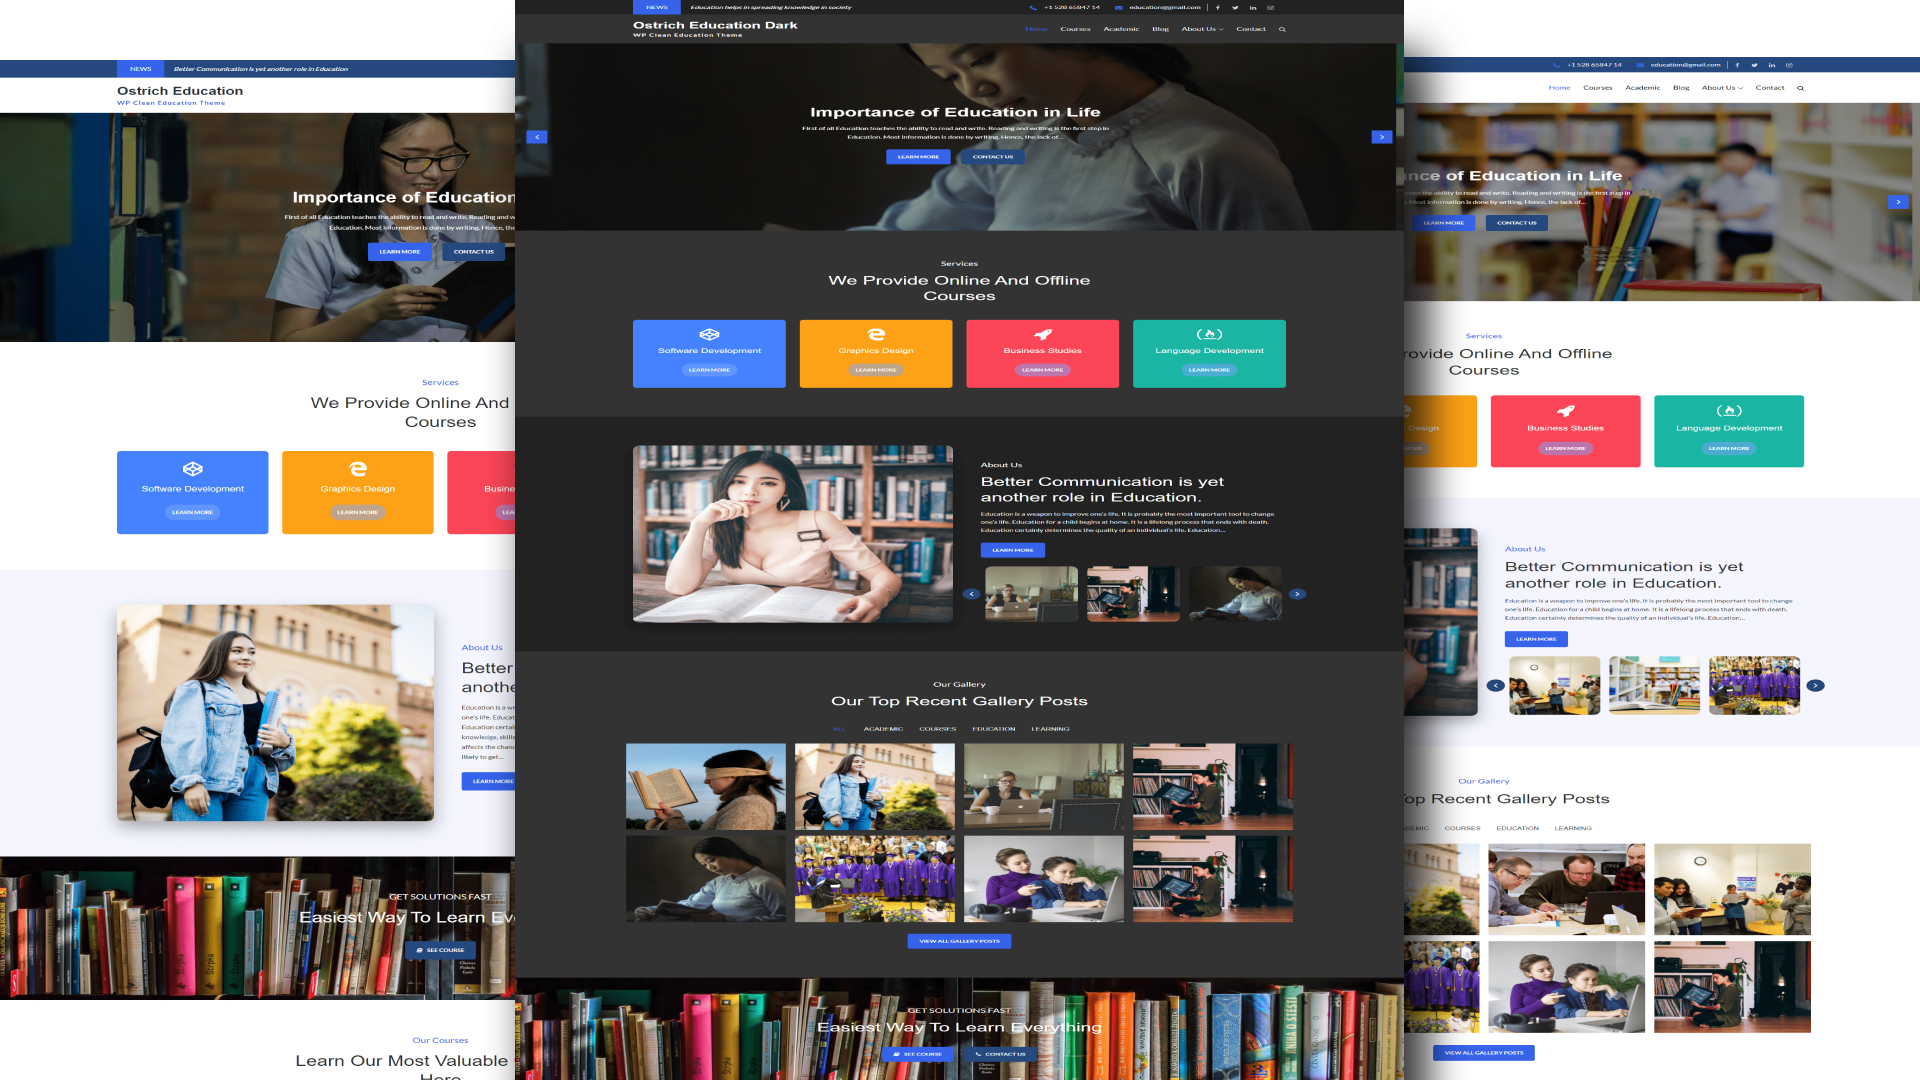 NEWS
Better Communication is yet another role in Education
Ostrich Education
WP Clean Education Theme
Importance of Education
First of all Education teaches the ability to read and write. Reading and w
Education. Most information is done by writing. Hence, the
LEARN MORE
CONTACT US
Services
We Provide Online And
Courses
Software Development
LEARN MORE
Graphics Design
LEARN MORE
Busine
LEA
About Us
Better
anothe
Education is a we
one's life. Educat
Education certain
knowledge, skills
affects the chanc
likely to get...
LEARN MORE
GET SOLUTIONS FAST
Easiest Way To Learn Ev
SEE COURSE
Our Courses
Learn Our Most Valuable
Here
NEWS
Education helps in spreading knowledge in society
+1 528 65847 14
education@gmail.com
Ostrich Education Dark
WP Clean Education Theme
Home
Courses
Academic
Blog
About Us
Contact
Importance of Education in Life
First of all Education teaches the ability to read and write. Reading and writing is the first step in
Education. Most information is done by writing. Hence, the lack of...
LEARN MORE
CONTACT US
Services
We Provide Online And Offline
Courses
Software Development
LEARN MORE
Graphics Design
LEARN MORE
Business Studies
LEARN MORE
Language Development
LEARN MORE
About Us
Better Communication is yet
another role in Education.
Education is a weapon to improve one's life. It is probably the most important tool to change
one's life. Education for a child begins at home. It is a lifelong process that ends with death.
Education certainly determines the quality of an individual's life. Education...
LEARN MORE
Our Gallery
Our Top Recent Gallery Posts
ALL
ACADEMIC
COURSES
EDUCATION
LEARNING
VIEW ALL GALLERY POSTS
GET SOLUTIONS FAST
Easiest Way To Learn Everything
SEE COURSE
CONTACT US
+1 528 65847 14
education@gmail.com
Home
Courses
Academic
Blog
About Us
Contact
nce of Education in Life
ches the ability to read and write. Reading and writing is the first step in
. Most information is done by writing. Hence, the lack of...
LEARN MORE
CONTACT US
Services
rovide Online And Offline
Courses
Design
MORE
Business Studies
LEARN MORE
Language Development
LEARN MORE
About Us
Better Communication is yet
another role in Education.
Education is a weapon to improve one's life. It is probably the most important tool to change
one's life. Education for a child begins at home. It is a lifelong process that ends with death.
Education certainly determines the quality of an individual's life. Education...
LEARN MORE
Our Gallery
op Recent Gallery Posts
DEMIC
COURSES
EDUCATION
LEARNING
VIEW ALL GALLERY POSTS